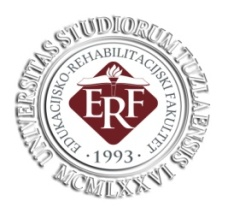 UNIVERSITAS STUDIORUM TUZLAENSIS
MCMLXXVI
EDUKACIJSKO-REHABILITACIJSKI FAKULTET
ERF
·1993·